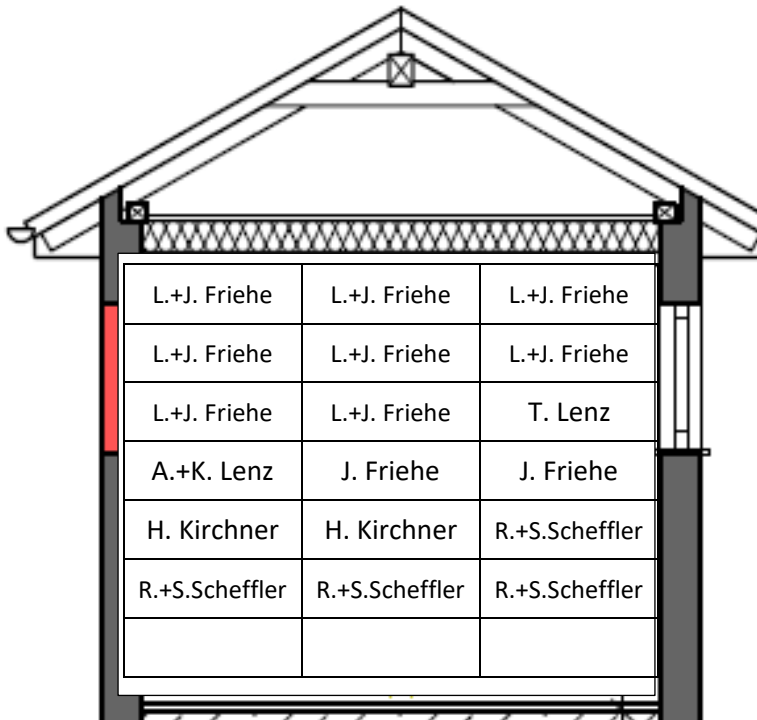 L.+J. Friehe L.+J. Friehe L.+J. Friehe
L.+J. Friehe L.+J. Friehe L.+J. Friehe
L.+J. Friehe L.+J. Friehe T. Lenz
A.+K. Lenz J. Friehe J. Friehe
H. Kirchner H. Kirchner R.+S.Scheffler
R.+S.Scheffler R.+S.Scheffler R.+S.Scheffler